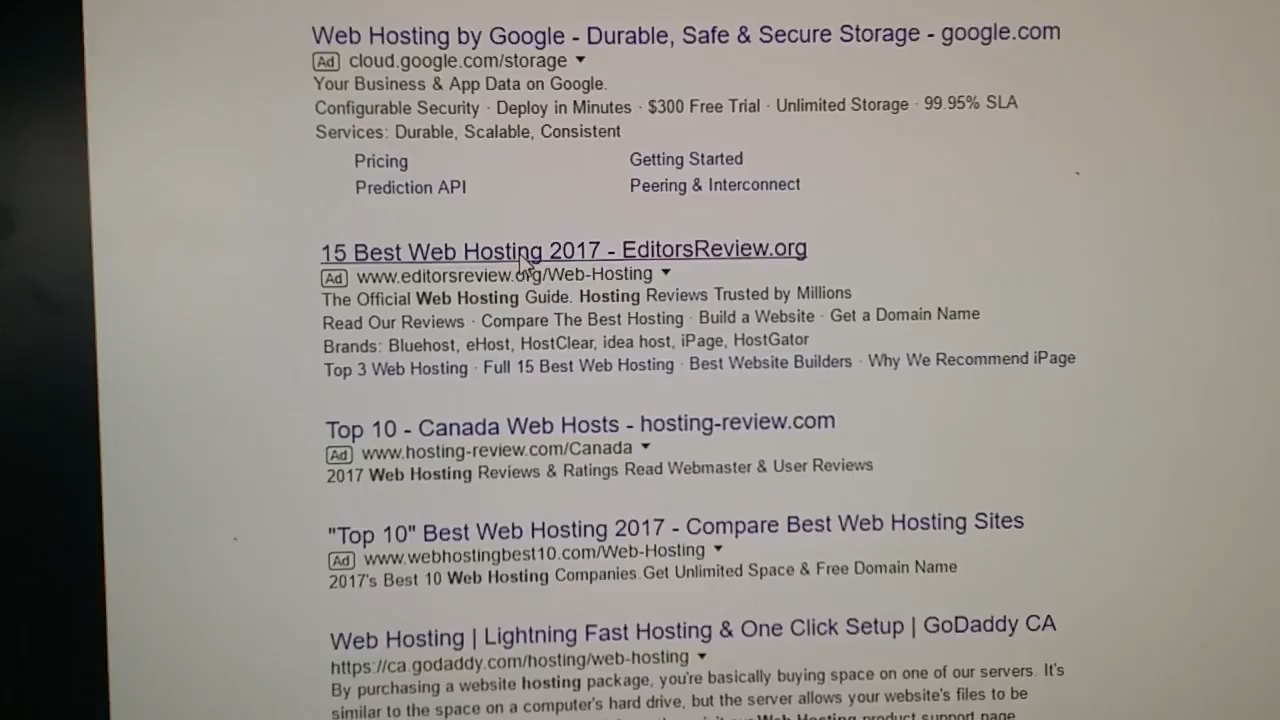 Web Hosting by Google - Durable, Safe & Secure Storage - google.com
Ad cloud.google.com/storage
Your Business & App Data on Google.
Configurable Security · Deploy in Minutes · $300 Free Trial · Unlimited Storage · 99.95% SLA
Services: Durable, Scalable, Consistent
Pricing Getting Started
Prediction API Peering & Interconnect
15 Best Web Hosting 2017 - EditorsReview.org
Ad www.editorsreview.org/Web-Hosting
The Official Web Hosting Guide. Hosting Reviews Trusted by Millions
Read Our Reviews · Compare The Best Hosting · Build a Website · Get a Domain Name
Brands: Bluehost, eHost, HostClear, idea host, iPage, HostGator
Top 3 Web Hosting · Full 15 Best Web Hosting · Best Website Builders · Why We Recommend iPage
Top 10 - Canada Web Hosts - hosting-review.com
Ad www.hosting-review.com/Canada
2017 Web Hosting Reviews & Ratings Read Webmaster & User Reviews
"Top 10" Best Web Hosting 2017 - Compare Best Web Hosting Sites
Ad www.webhostingbest10.com/Web-Hosting
2017's Best 10 Web Hosting Companies.Get Unlimited Space & Free Domain Name
Web Hosting | Lightning Fast Hosting & One Click Setup | GoDaddy CA
https://ca.godaddy.com/hosting/web-hosting
By purchasing a website hosting package, you're basically buying space on one of our servers. It's
similar to the space on a computer's hard drive, but the server allows your website's files to be
Web Hosting product support page